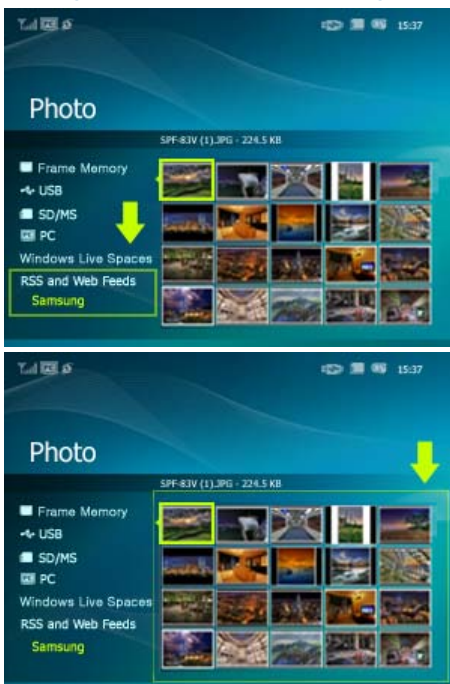 15:37
Photo
SPF-83V (1).JPG - 224.5 KB
Frame Memory
USB
SD/MS
PC
Windows Live Spaces
RSS and Web Feeds
Samsung
15:37
Photo
SPF-83V (1).JPG - 224.5 KB
Frame Memory
USB
SD/MS
PC
Windows Live Spaces
RSS and Web Feeds
Samsung